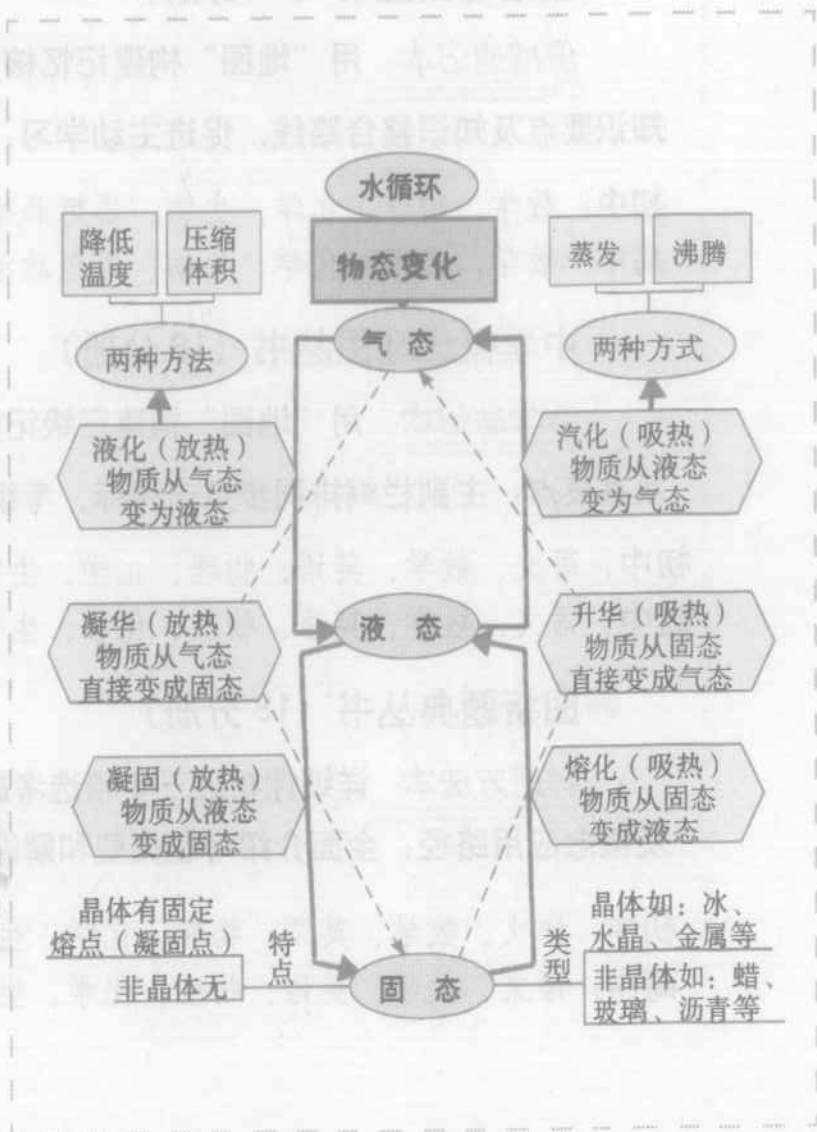 水循环
物态变化
降低
温度
压缩
体积
两种方法
蒸发
沸腾
两种方式
气态
液化（放热）
物质从气态
变为液态
汽化（吸热）
物质从液态
变为气态
凝华（放热）
物质从气态
直接变成固态
液态
升华（吸热）
物质从固态
直接变成气态
凝固（放热）
物质从液态
变成固态
熔化（吸热）
物质从固态
变成液态
晶体有固定
熔点（凝固点）
非晶体无
特点
固态
类型
晶体如：冰、
水晶、金属等
非晶体如：蜡、
玻璃、沥青等